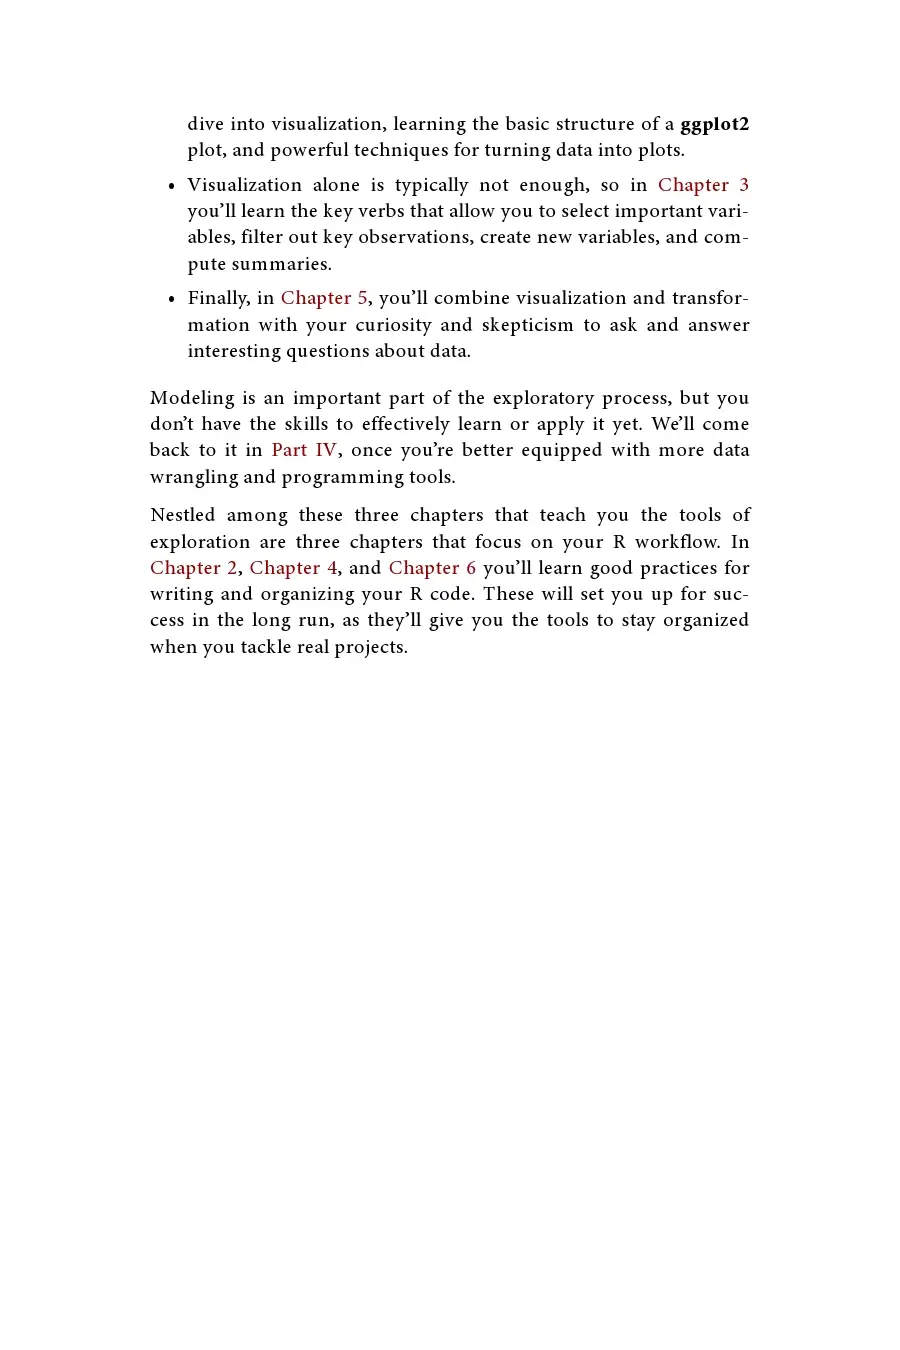 dive into visualization, learning the basic structure of a ggplot2
plot, and powerful techniques for turning data into plots.
• Visualization alone is typically not enough, so in Chapter 3
you’ll learn the key verbs that allow you to select important vari-
ables, filter out key observations, create new variables, and com-
pute summaries.
• Finally, in Chapter 5, you’ll combine visualization and transfor-
mation with your curiosity and skepticism to ask and answer
interesting questions about data.
Modeling is an important part of the exploratory process, but you
don’t have the skills to effectively learn or apply it yet. We’ll come
back to it in Part IV, once you’re better equipped with more data
wrangling and programming tools.
Nestled among these three chapters that teach you the tools of
exploration are three chapters that focus on your R workflow. In
Chapter 2, Chapter 4, and Chapter 6 you’ll learn good practices for
writing and organizing your R code. These will set you up for suc-
cess in the long run, as they’ll give you the tools to stay organized
when you tackle real projects.